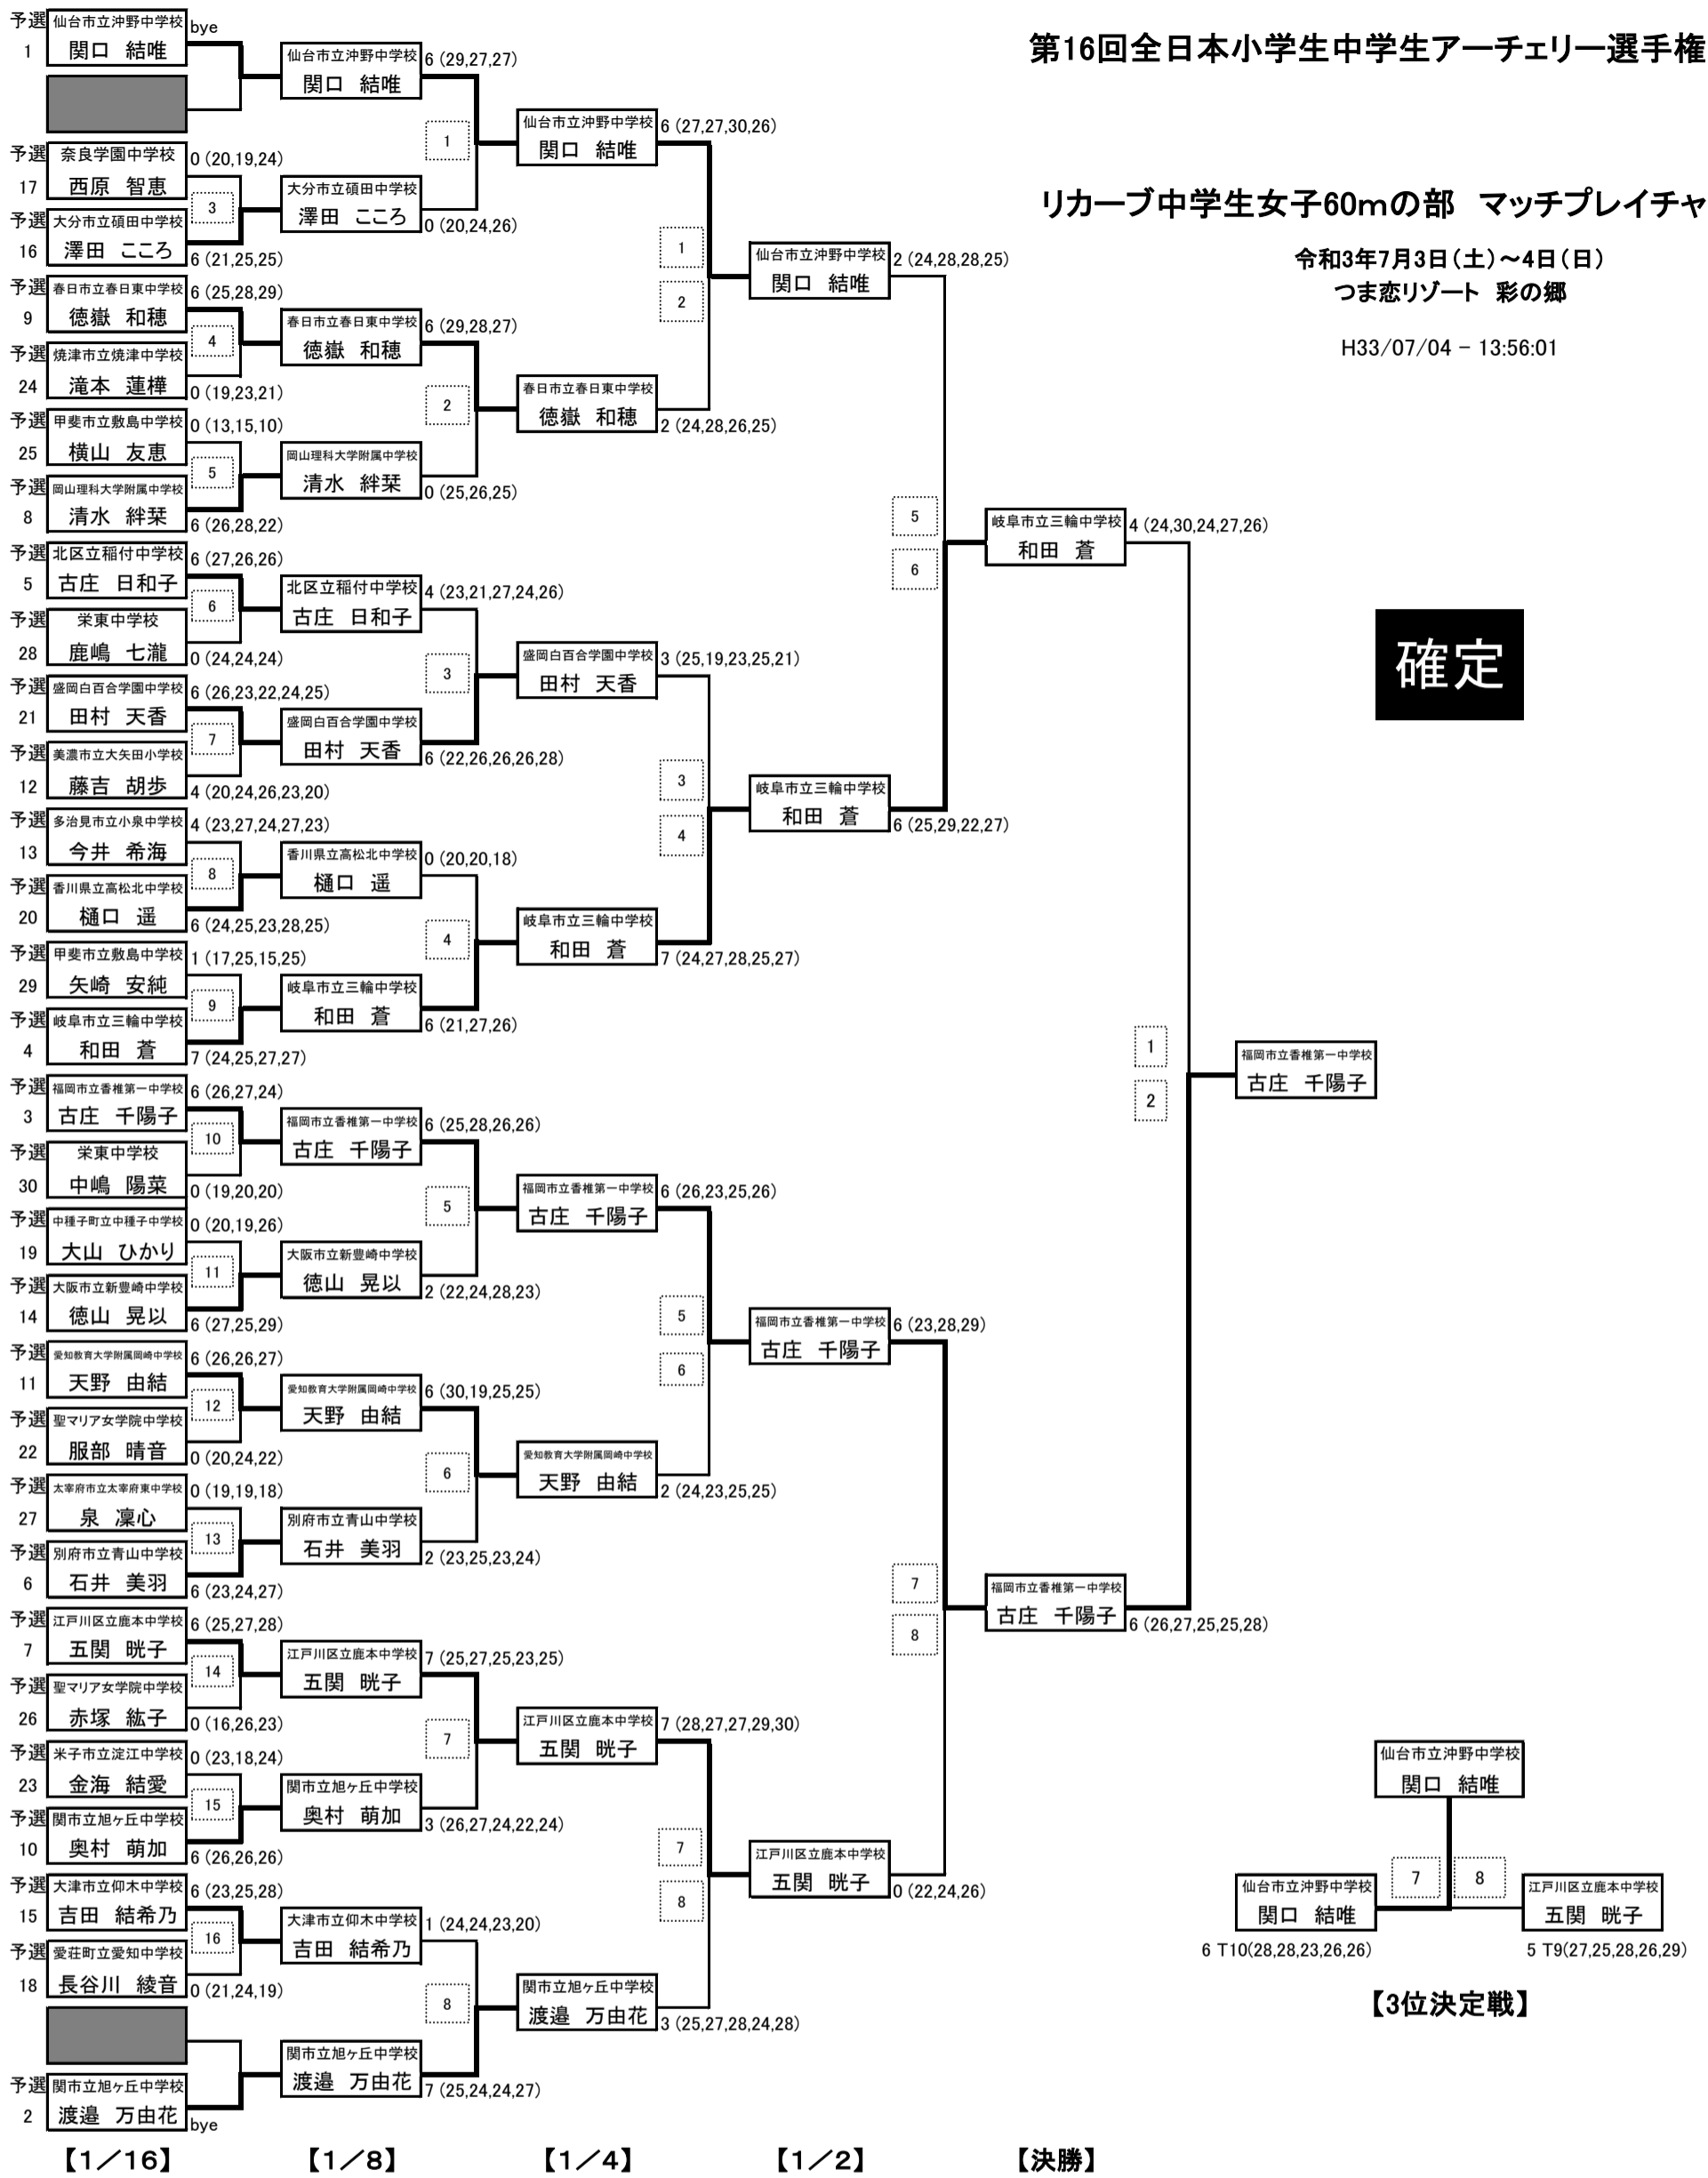 第16回全日本小学生中学生アーチェリー選手権
リカーブ中学生女子60mの部　マッチプレイチャ
令和3年7月3日(土)～4日(日)
つま恋リゾート　彩の郷
H33/07/04 - 13:56:01
確定
予選 仙台市立沖野中学校 bye
1 関口　結唯
予選 奈良学園中学校 0 (20,19,24)
17 西原　智恵
3
予選 大分市立碩田中学校
16 澤田　こころ 6 (21,25,25)
予選 春日市立春日東中学校 6 (25,28,29)
9 徳嶽　和穂
4
予選 焼津市立焼津中学校
24 滝本　蓮樺 0 (19,23,21)
予選 甲斐市立敷島中学校 0 (13,15,10)
25 横山　友恵
5
予選 岡山理科大学附属中学校
8 清水　絆栞 6 (26,28,22)
予選 北区立稲付中学校 6 (27,26,26)
5 古庄　日和子
6
予選 栄東中学校
28 鹿嶋　七瀧 0 (24,24,24)
予選 盛岡白百合学園中学校 6 (26,23,22,24,25)
21 田村　天香
7
予選 美濃市立大矢田小学校
12 藤吉　胡歩 4 (20,24,26,23,20)
予選 多治見市立小泉中学校 4 (23,27,24,27,23)
13 今井　希海
8
予選 香川県立高松北中学校
20 樋口　遥 6 (24,25,23,28,25)
予選 甲斐市立敷島中学校 1 (17,25,15,25)
29 矢崎　安純
9
予選 岐阜市立三輪中学校
4 和田　蒼 7 (24,25,27,27)
予選 福岡市立香椎第一中学校 6 (26,27,24)
3 古庄　千陽子
10
予選 栄東中学校
30 中嶋　陽菜 0 (19,20,20)
予選 中種子町立中種子中学校 0 (20,19,26)
19 大山　ひかり
11
予選 大阪市立新豊崎中学校
14 徳山　晃以 6 (27,25,29)
予選 愛知教育大学附属岡崎中学校 6 (26,26,27)
11 天野　由結
12
予選 聖マリア女学院中学校
22 服部　晴音 0 (20,24,22)
予選 太宰府市立太宰府東中学校 0 (19,19,18)
27 泉　凜心
13
予選 別府市立青山中学校
6 石井　美羽 6 (23,24,27)
予選 江戸川区立鹿本中学校 6 (25,27,28)
7 五関　晄子
14
予選 聖マリア女学院中学校
26 赤塚　紘子 0 (16,26,23)
予選 米子市立淀江中学校 0 (23,18,24)
23 金海　結愛
15
予選 関市立旭ヶ丘中学校
10 奥村　萌加 6 (26,26,26)
予選 大津市立仰木中学校 6 (23,25,28)
15 吉田　結希乃
16
予選 愛荘町立愛知中学校
18 長谷川　綾音 0 (21,24,19)
予選 関市立旭ヶ丘中学校
2 渡邉　万由花 bye
【1／16】
仙台市立沖野中学校 6 (29,27,27)
関口　結唯
1
大分市立碩田中学校
澤田　こころ 0 (20,24,26)
春日市立春日東中学校 6 (29,28,27)
徳嶽　和穂
2
岡山理科大学附属中学校
清水　絆栞 0 (25,26,25)
北区立稲付中学校 4 (23,21,27,24,26)
古庄　日和子
3
盛岡白百合学園中学校
田村　天香 6 (22,26,26,26,28)
香川県立高松北中学校 0 (20,20,18)
樋口　遥
4
岐阜市立三輪中学校
和田　蒼 6 (21,27,26)
福岡市立香椎第一中学校 6 (25,28,26,26)
古庄　千陽子
5
大阪市立新豊崎中学校
徳山　晃以 2 (22,24,28,23)
愛知教育大学附属岡崎中学校 6 (30,19,25,25)
天野　由結
6
別府市立青山中学校
石井　美羽 2 (23,25,23,24)
江戸川区立鹿本中学校 7 (25,27,25,23,25)
五関　晄子
7
関市立旭ヶ丘中学校
奥村　萌加 3 (26,27,24,22,24)
大津市立仰木中学校 1 (24,24,23,20)
吉田　結希乃
8
関市立旭ヶ丘中学校
渡邉　万由花 7 (25,24,24,27)
【1／8】
仙台市立沖野中学校 6 (27,27,30,26)
関口　結唯
1
2
春日市立春日東中学校
徳嶽　和穂 2 (24,28,26,25)
盛岡白百合学園中学校 3 (25,19,23,25,21)
田村　天香
3
4
岐阜市立三輪中学校
和田　蒼 7 (24,27,28,25,27)
福岡市立香椎第一中学校 6 (26,23,25,26)
古庄　千陽子
5
6
愛知教育大学附属岡崎中学校
天野　由結 2 (24,23,25,25)
江戸川区立鹿本中学校 7 (28,27,27,29,30)
五関　晄子
7
8
関市立旭ヶ丘中学校
渡邉　万由花 3 (25,27,28,24,28)
【1／4】
仙台市立沖野中学校 2 (24,28,28,25)
関口　結唯
5
6
岐阜市立三輪中学校
和田　蒼 6 (25,29,22,27)
福岡市立香椎第一中学校 6 (23,28,29)
古庄　千陽子
7
8
江戸川区立鹿本中学校
五関　晄子 0 (22,24,26)
【1／2】
岐阜市立三輪中学校 4 (24,30,24,27,26)
和田　蒼
1
2
福岡市立香椎第一中学校
古庄　千陽子 6 (26,27,25,25,28)
【決勝】
福岡市立香椎第一中学校
古庄　千陽子
仙台市立沖野中学校
関口　結唯
7 8
仙台市立沖野中学校 江戸川区立鹿本中学校
関口　結唯 五関　晄子
6 T10(28,28,23,26,26) 5 T9(27,25,28,26,29)
【3位決定戦】